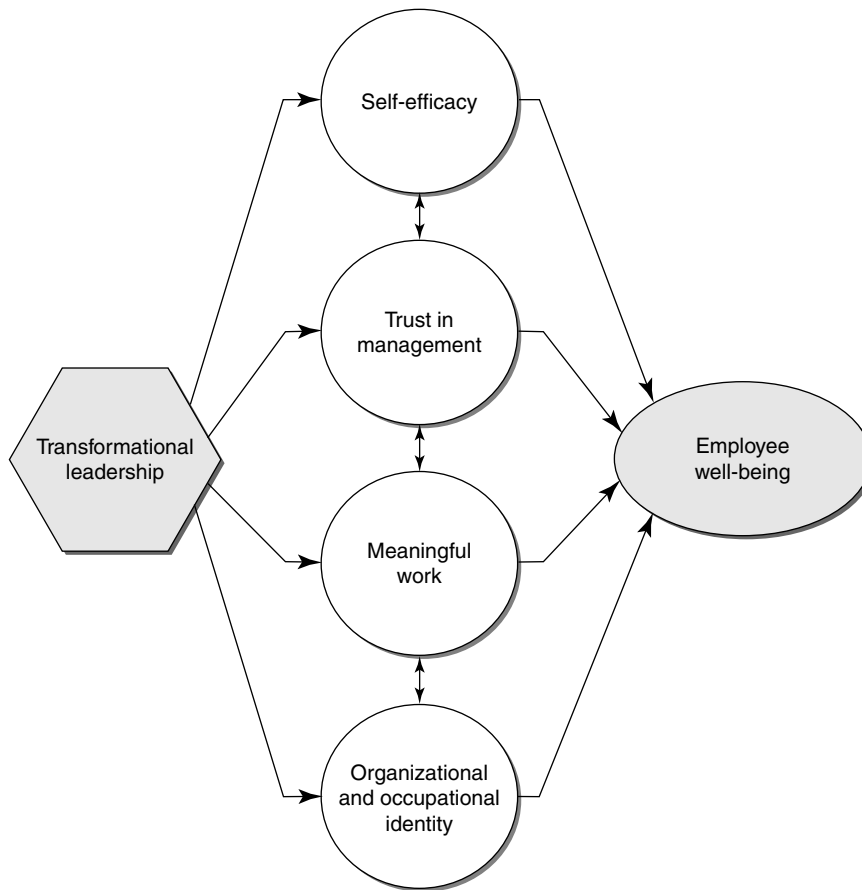 Self-efficacy
Trust in
management
Transformational
leadership
Employee
well-being
Meaningful
work
Organizational
and occupational
identity